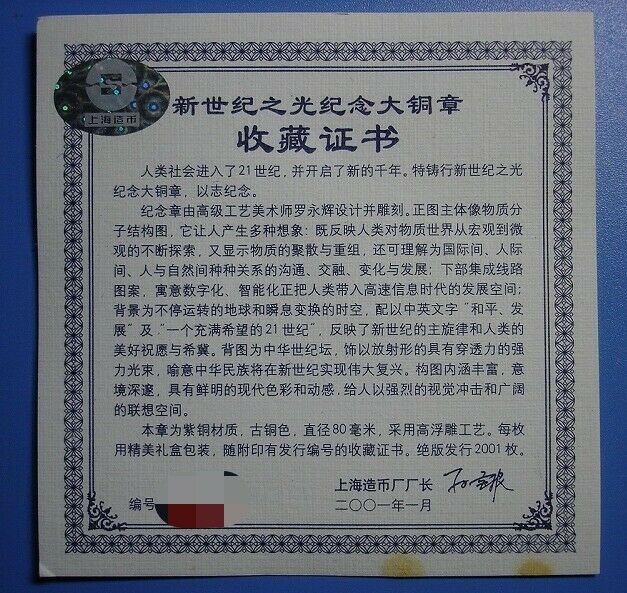 上海造币
新世纪之光纪念大铜章
收藏证书
人类社会进入了21世纪,并开启了新的千年。特铸行新世纪之光
纪念大铜章,以志纪念。
纪念章由高级工艺美术师罗永辉设计并雕刻。正图主体像物质分
子结构图,它让人产生多种想象:既反映人类对物质世界从宏观到微
观的不断探索,又显示物质的聚散与重组,还可理解为国际间、人际
间、人与自然间种种关系的沟通、交融、变化与发展;下部集成线路
图案,寓意数字化、智能化正把人类带入高速信息时代的发展空间;
背景为不停运转的地球和瞬息变换的时空,配以中英文字“和平、发
展”及“一个充满希望的21世纪”,反映了新世纪的主旋律和人类的
美好祝愿与希冀。背图为中华世纪坛,饰以放射形的具有穿透力的强
力光束,喻意中华民族将在新世纪实现伟大复兴。构图内涵丰富,意
境深邃,具有鲜明的现代色彩和动感,给人以强烈的视觉冲击和广阔
的联想空间。
本章为紫铜材质,古铜色,直径80毫米,采用高浮雕工艺。每枚
用精美礼盒包装,随附印有发行编号的收藏证书。绝版发行2001枚。
上海造币厂厂长
编号
二〇〇一年一月